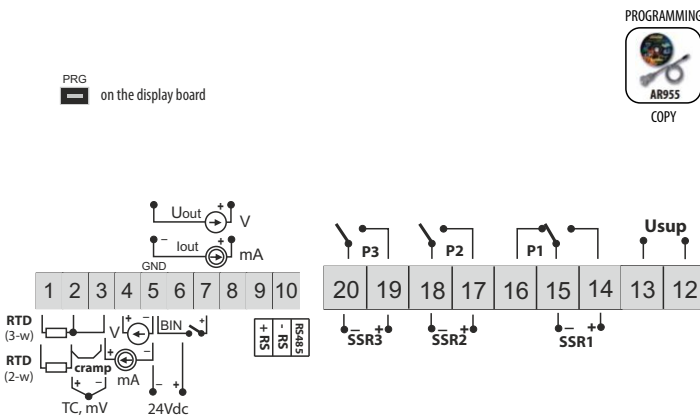 PROGRAMMING
AR955
COPY
PRG
on the display board
Uout + V
- Iout + mA
GND
1 2 3 4 5 6 7 8 9 10
RTD
(3-w)
RTD
(2-w)
V + -
BIN +
cramp
+ - mA
+ -
TC, mV
- +
24Vdc
+ RS
- RS
RS485
P3 P2 P1 Usup
20 19 18 17 16 15 14 13 12
- + - + - +
SSR3 SSR2 SSR1